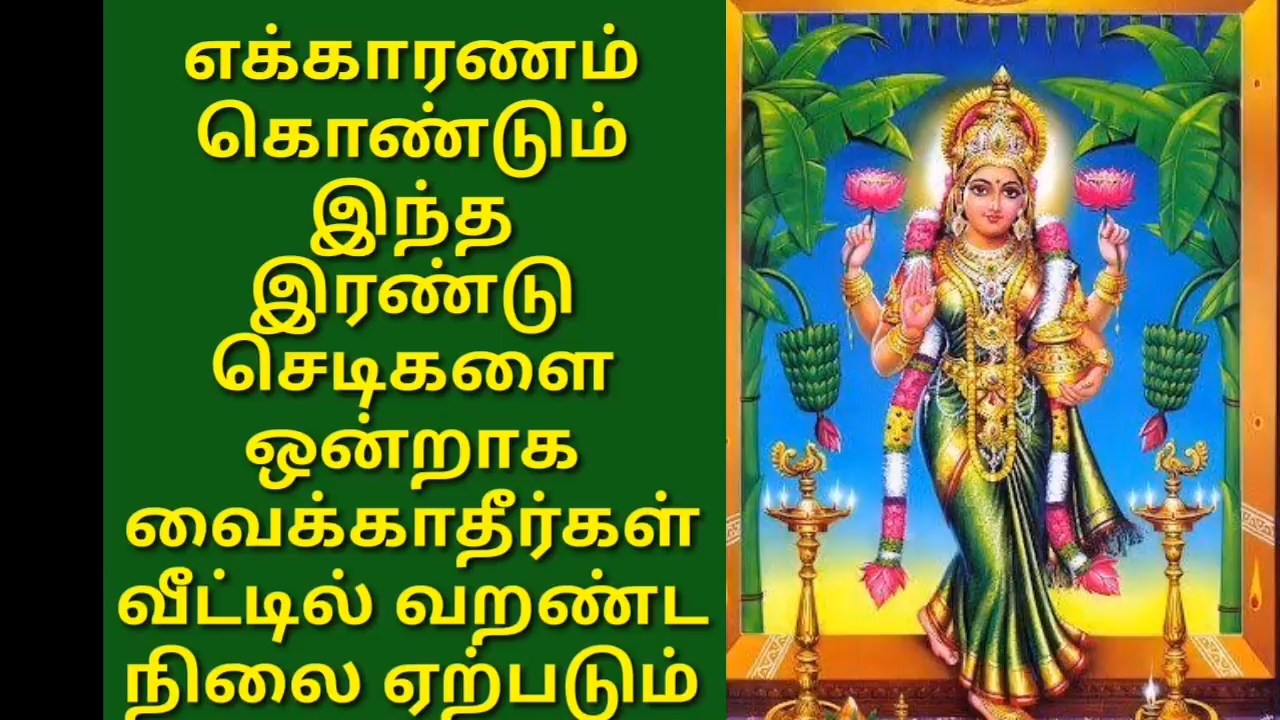 எக்காரணம்
கொண்டும்
இந்த
இரண்டு
செடிகளை
ஒன்றாக
வைக்காதீர்கள்
வீட்டில் வறண்ட
நிலை ஏற்படும்